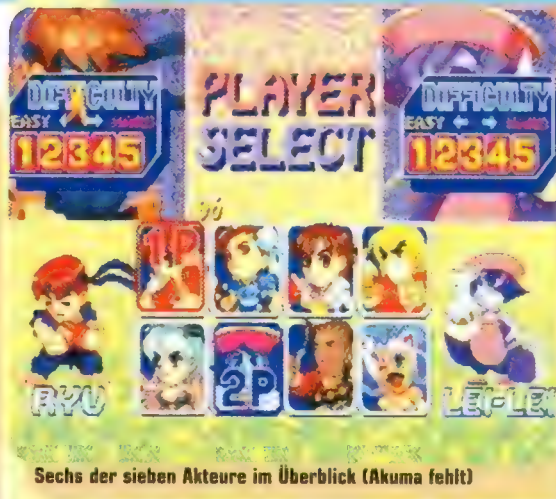 DIFFICULTY
EASY HARD
12345
PLAYER
SELECT
DIFFICULTY
EASY HARD
12345
1P
2P
RYU
LEI-LEI
Sechs der sieben Akteure im Überblick (Akuma fehlt)